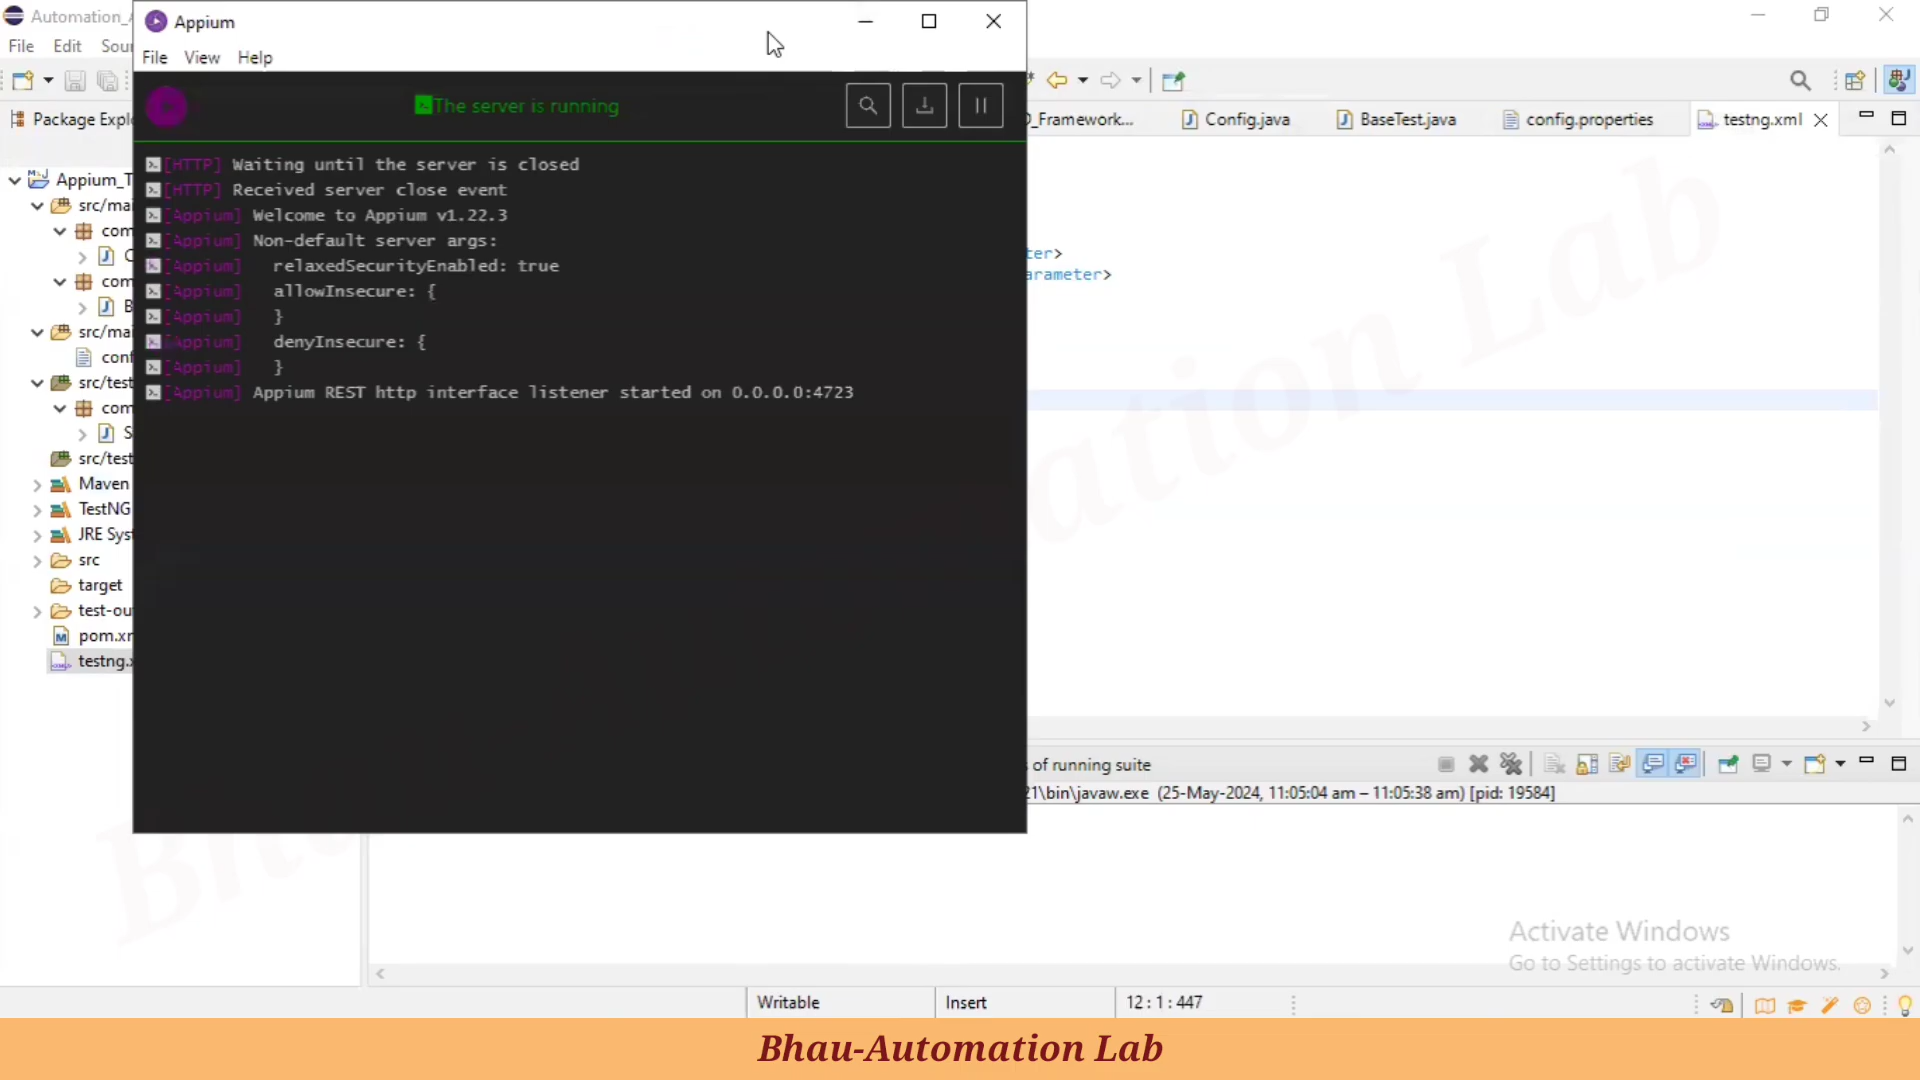 Automation_
Appium
File Edit Sou
File View Help
The server is running
Package Expl
_Framework...
Config.java
BaseTest.java
config.properties
testng.xml
[HTTP] Waiting until the server is closed
[HTTP] Received server close event
[Appium] Welcome to Appium v1.22.3
[Appium] Non-default server args:
[Appium] relaxedSecurityEnabled: true
[Appium] allowInsecure: {
[Appium] }
[Appium] denyInsecure: {
[Appium] }
[Appium] Appium REST http interface listener started on 0.0.0.0:4723
Appium_T
src/mai
com
C
com
B
src/mai
conf
src/test
com
S
src/test
Maven
TestNG
JRE Sys
src
target
test-ou
pom.x
testng.x
ter>
arameter>
ation Lab
of running suite
21\bin\javaw.exe (25-May-2024, 11:05:04 am – 11:05:38 am) [pid: 19584]
Activate Windows
Go to Settings to activate Windows.
Writable
Insert
12 : 1 : 447
Bhau-Automation Lab